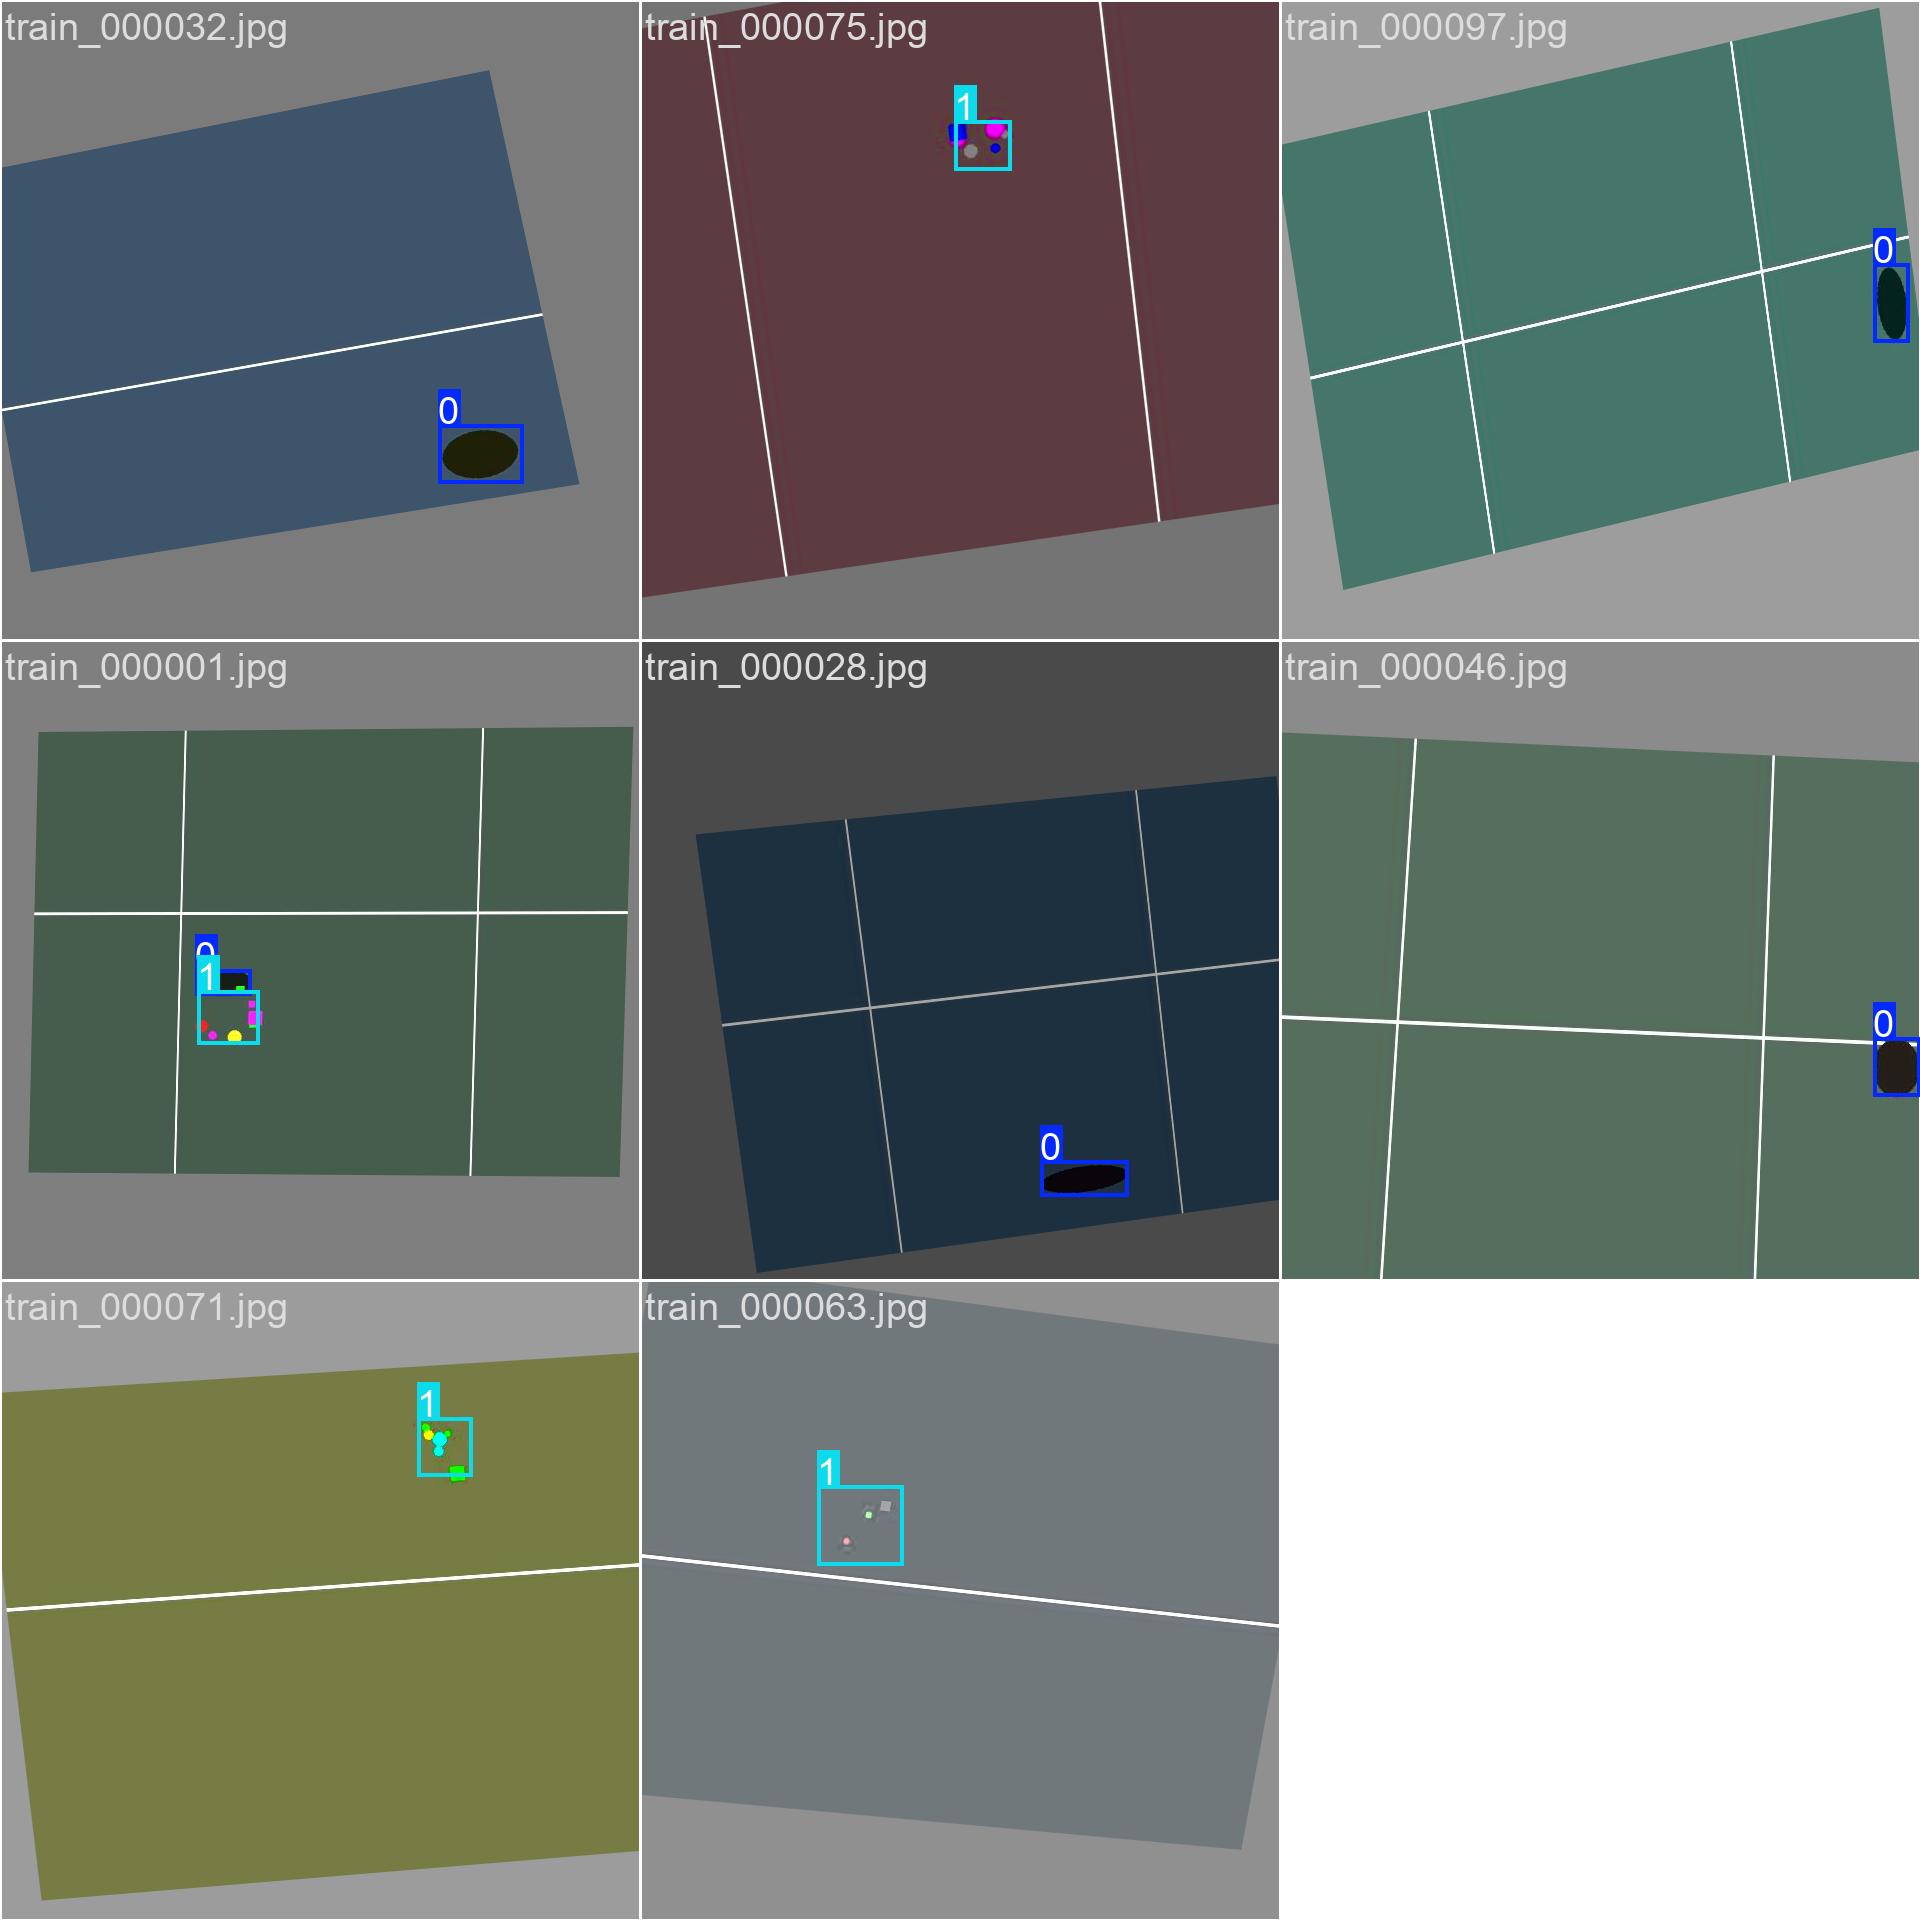 train_000032.jpg
train_000075.jpg
train_000097.jpg
1
0
0
train_000001.jpg
train_000028.jpg
train_000046.jpg
0
1
0
0
train_000071.jpg
train_000063.jpg
1
1